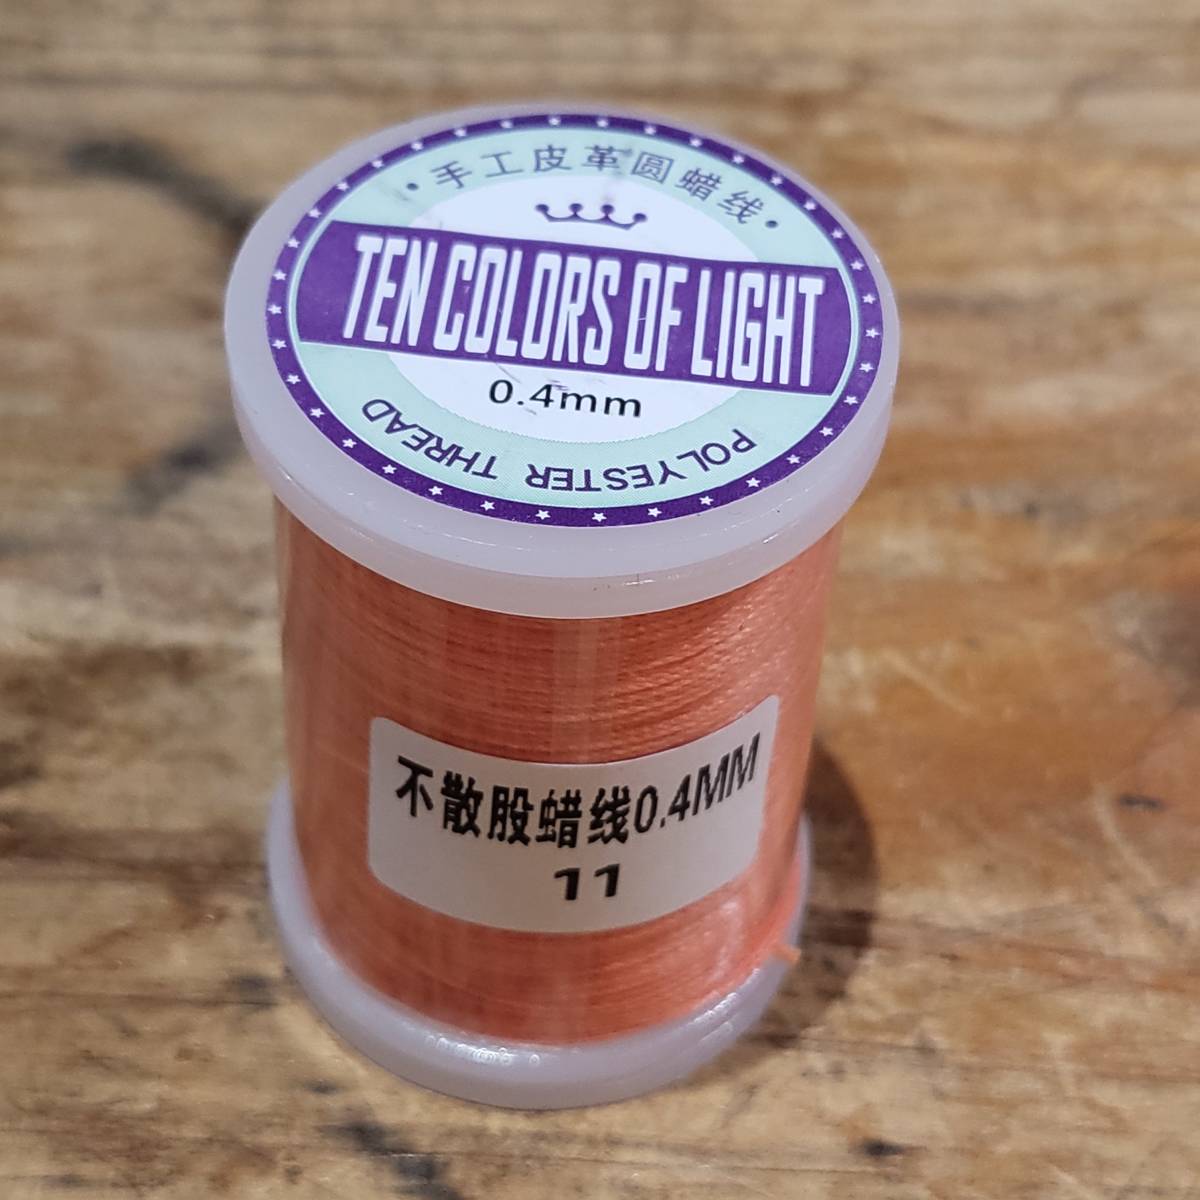 ·手工皮革圆蜡线·
TEN COLORS OF LIGHT
0.4mm
POLYESTER THREAD
不散股蜡线0.4MM
11